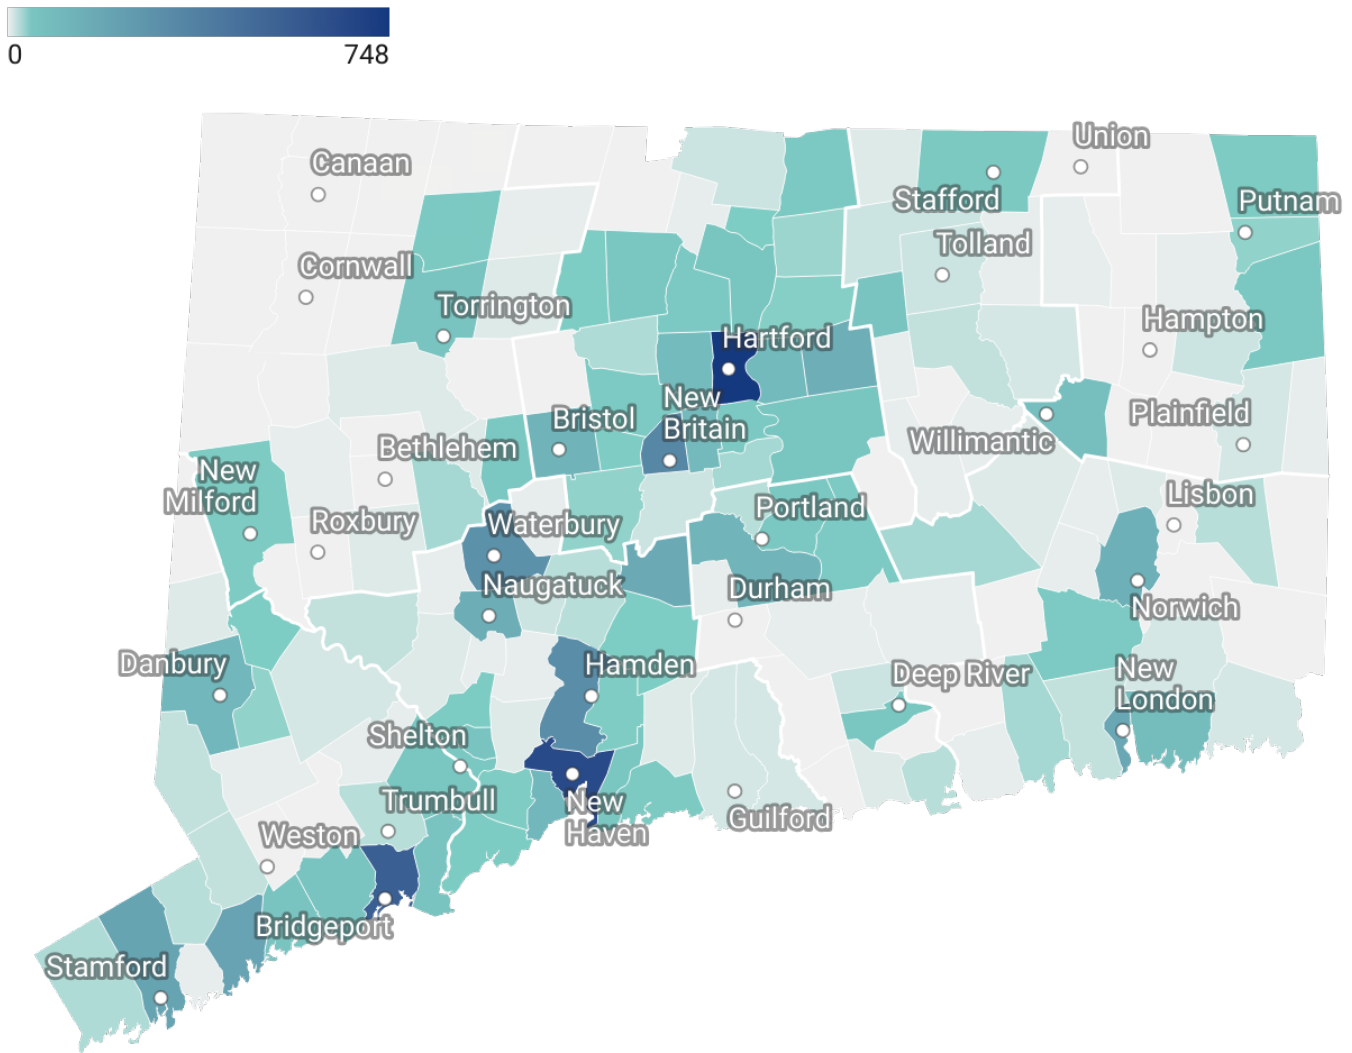 0
748
Union
Canaan
Stafford
Putnam
Tolland
Cornwall
Torrington
Hampton
Hartford
New
Britain
Bristol
Plainfield
Willimantic
Bethlehem
New
Milford
Lisbon
Portland
Roxbury
Waterbury
Naugatuck
Durham
Norwich
Danbury
Hamden
Deep River
New
London
Shelton
Trumbull
New
Haven
Guilford
Weston
Bridgeport
Stamford